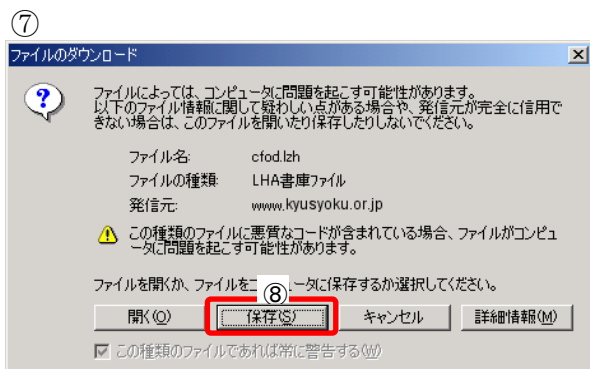 ⑦
ファイルのダウンロード
ファイルによっては、コンピュータに問題を起こす可能性があります。
以下のファイル情報に関して疑わしい点がある場合や、発信元が完全に信用で
きない場合は、このファイルを開いたり保存したりしないでください。
ファイル名: cfod.lzh
ファイルの種類: LHA書庫ファイル
発信元: www.kyusyoku.or.jp
この種類のファイルに悪質なコードが含まれている場合、ファイルがコンピュ
ータに問題を起こす可能性があります。
ファイルを開くか、ファイルをコンピュータに保存するか選択してください。
⑧
開く(O) 保存(S) キャンセル 詳細情報(M)
この種類のファイルであれば常に警告する(W)